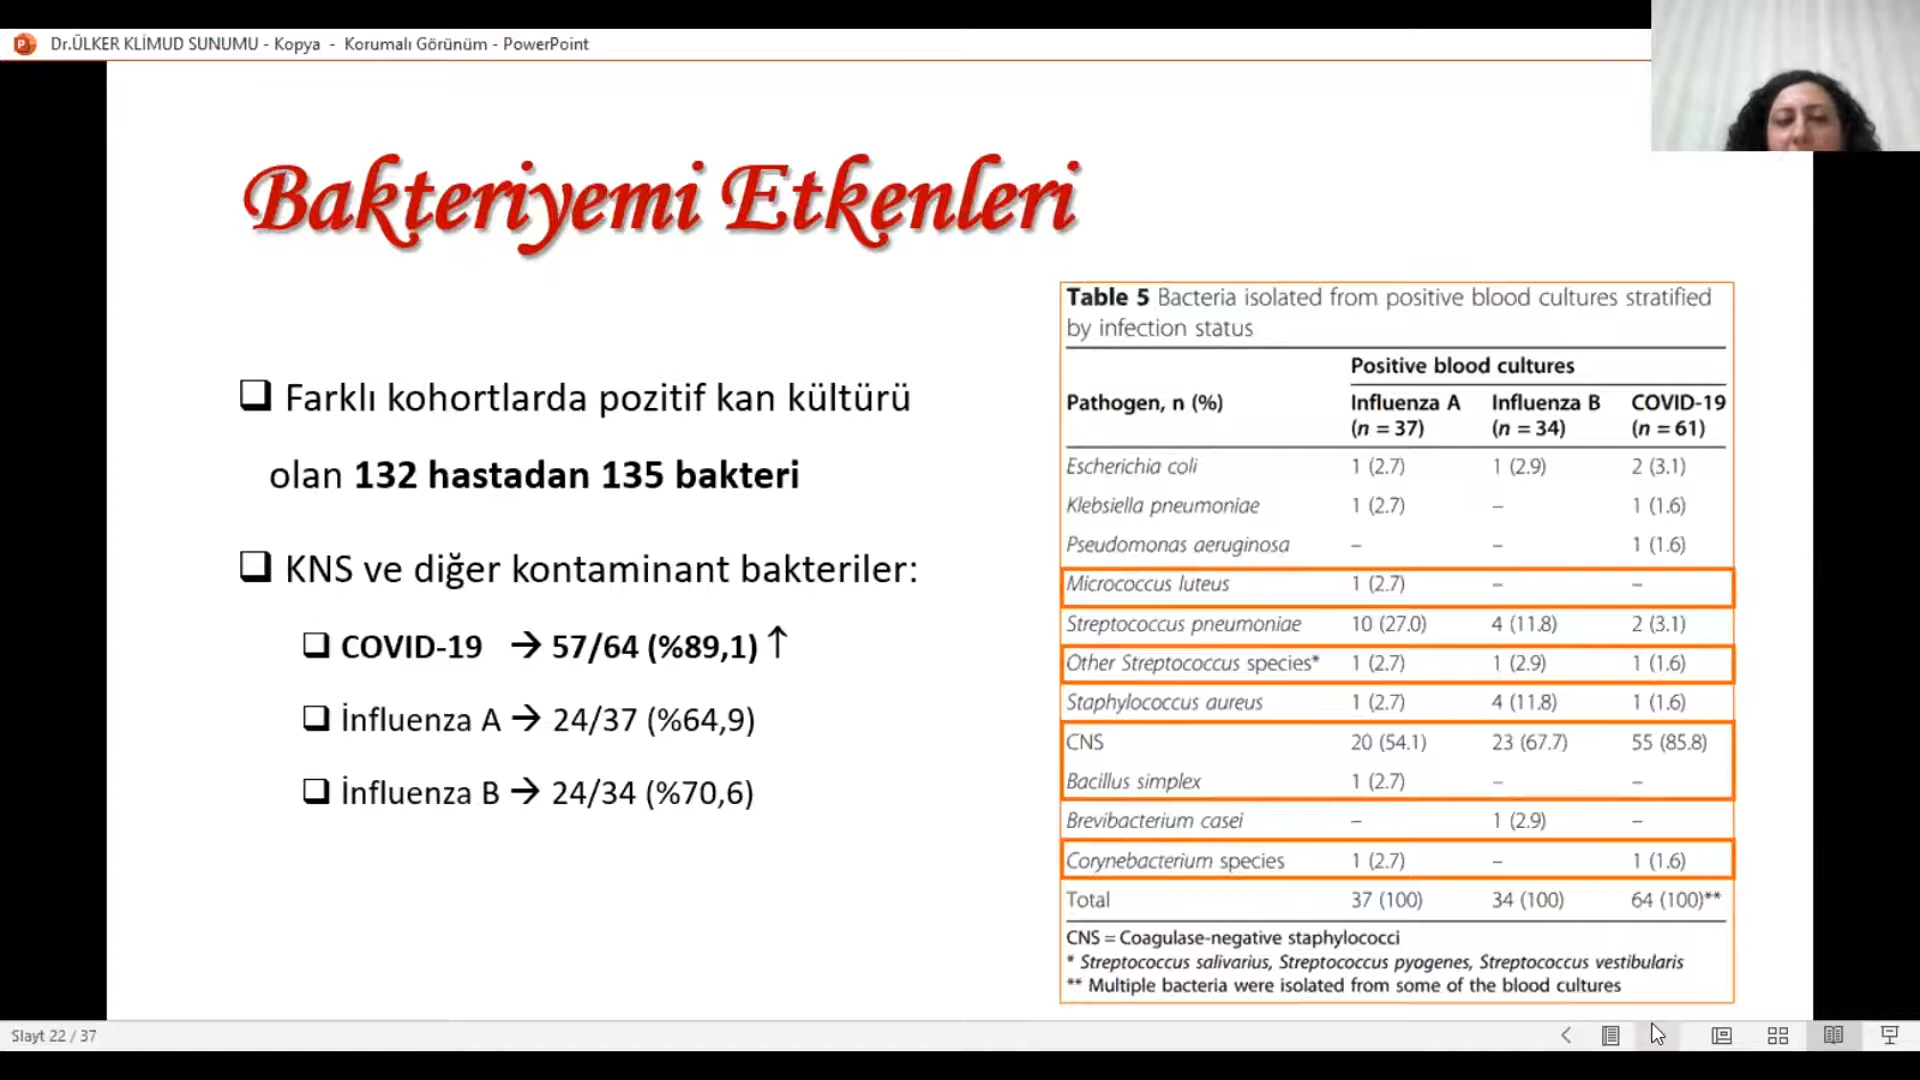 Dr.ÜLKER KLİMUD SUNUMU - Kopya - Korumalı Görünüm - PowerPoint
Bakteriyemi Etkenleri
❑ Farklı kohortlarda pozitif kan kültürü
olan 132 hastadan 135 bakteri
❑ KNS ve diğer kontaminant bakteriler:
❑ COVID-19 → 57/64 (%89,1) ↑
❑ İnfluenza A → 24/37 (%64,9)
❑ İnfluenza B → 24/34 (%70,6)
Table 5 Bacteria isolated from positive blood cultures stratified
by infection status
Positive blood cultures
Pathogen, n (%) Influenza A Influenza B COVID-19
(n = 37) (n = 34) (n = 61)
Escherichia coli 1 (2.7) 1 (2.9) 2 (3.1)
Klebsiella pneumoniae 1 (2.7) – 1 (1.6)
Pseudomonas aeruginosa – – 1 (1.6)
Micrococcus luteus 1 (2.7) – –
Streptococcus pneumoniae 10 (27.0) 4 (11.8) 2 (3.1)
Other Streptococcus species* 1 (2.7) 1 (2.9) 1 (1.6)
Staphylococcus aureus 1 (2.7) 4 (11.8) 1 (1.6)
CNS 20 (54.1) 23 (67.7) 55 (85.8)
Bacillus simplex 1 (2.7) – –
Brevibacterium casei – 1 (2.9) –
Corynebacterium species 1 (2.7) – 1 (1.6)
Total 37 (100) 34 (100) 64 (100)**
CNS = Coagulase-negative staphylococci
* Streptococcus salivarius, Streptococcus pyogenes, Streptococcus vestibularis
** Multiple bacteria were isolated from some of the blood cultures
Slayt 22 / 37